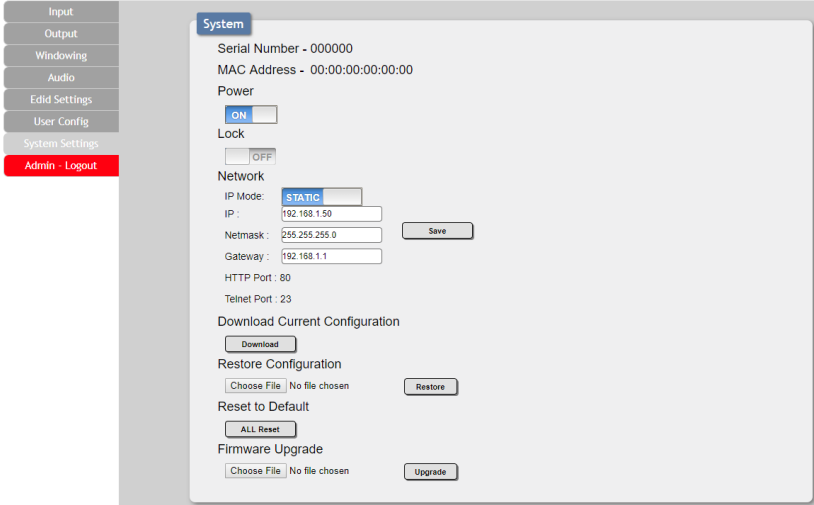 Input
Output
Windowing
Audio
Edid Settings
User Config
System Settings
Admin - Logout
System
Serial Number - 000000
MAC Address - 00:00:00:00:00:00
Power
ON
Lock
OFF
Network
IP Mode: STATIC
IP : 192.168.1.50
Netmask : 255.255.255.0 Save
Gateway : 192.168.1.1
HTTP Port : 80
Telnet Port : 23
Download Current Configuration
Download
Restore Configuration
Choose File No file chosen Restore
Reset to Default
ALL Reset
Firmware Upgrade
Choose File No file chosen Upgrade